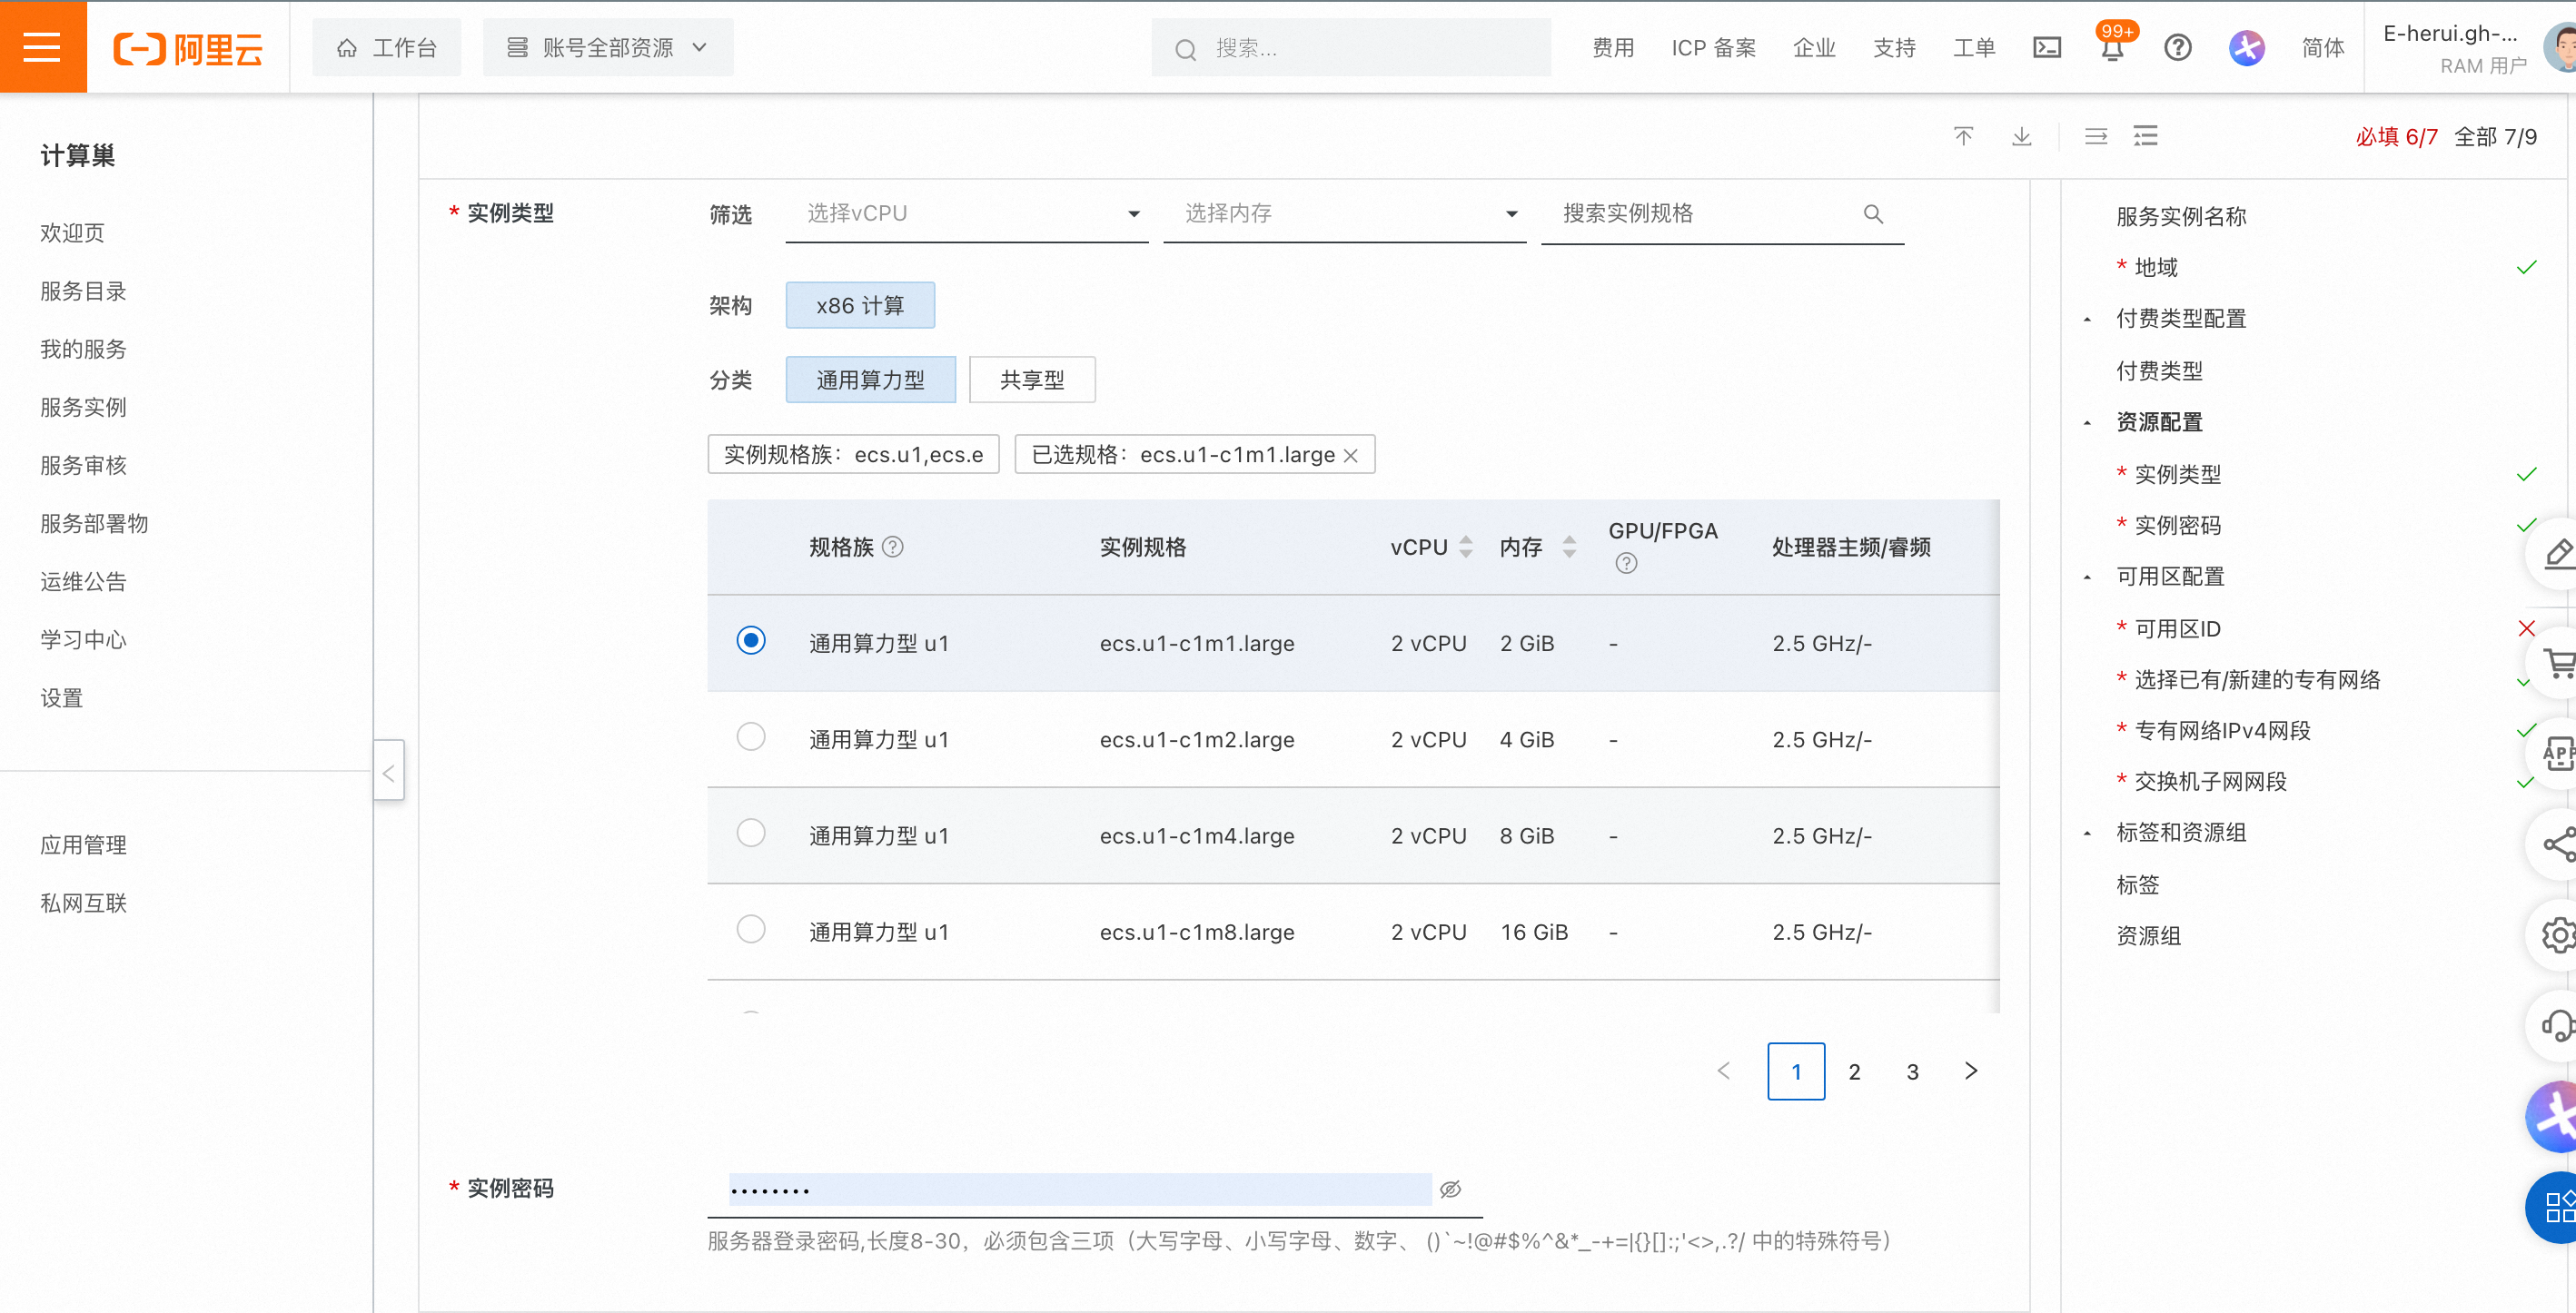 阿里云
工作台
账号全部资源
搜索...
费用
ICP 备案
企业
支持
工单
99+
简体
E-herui.gh-...
RAM 用户
计算巢
欢迎页
服务目录
我的服务
服务实例
服务审核
服务部署物
运维公告
学习中心
设置
应用管理
私网互联
必填 6/7 全部 7/9
* 实例类型
筛选 选择vCPU 选择内存 搜索实例规格
架构 x86 计算
分类 通用算力型 共享型
实例规格族：ecs.u1,ecs.e 已选规格：ecs.u1-c1m1.large
规格族 实例规格 vCPU 内存 GPU/FPGA 处理器主频/睿频
通用算力型 u1 ecs.u1-c1m1.large 2 vCPU 2 GiB - 2.5 GHz/-
通用算力型 u1 ecs.u1-c1m2.large 2 vCPU 4 GiB - 2.5 GHz/-
通用算力型 u1 ecs.u1-c1m4.large 2 vCPU 8 GiB - 2.5 GHz/-
通用算力型 u1 ecs.u1-c1m8.large 2 vCPU 16 GiB - 2.5 GHz/-
1 2 3
* 实例密码 ••••••••
服务器登录密码,长度8-30，必须包含三项（大写字母、小写字母、数字、 ()`~!@#$%^&*_-+=|{}[]:;'<>,.?/ 中的特殊符号）
服务实例名称
* 地域
付费类型配置
付费类型
资源配置
* 实例类型
* 实例密码
可用区配置
* 可用区ID
* 选择已有/新建的专有网络
* 专有网络IPv4网段
* 交换机子网网段
标签和资源组
标签
资源组
APP